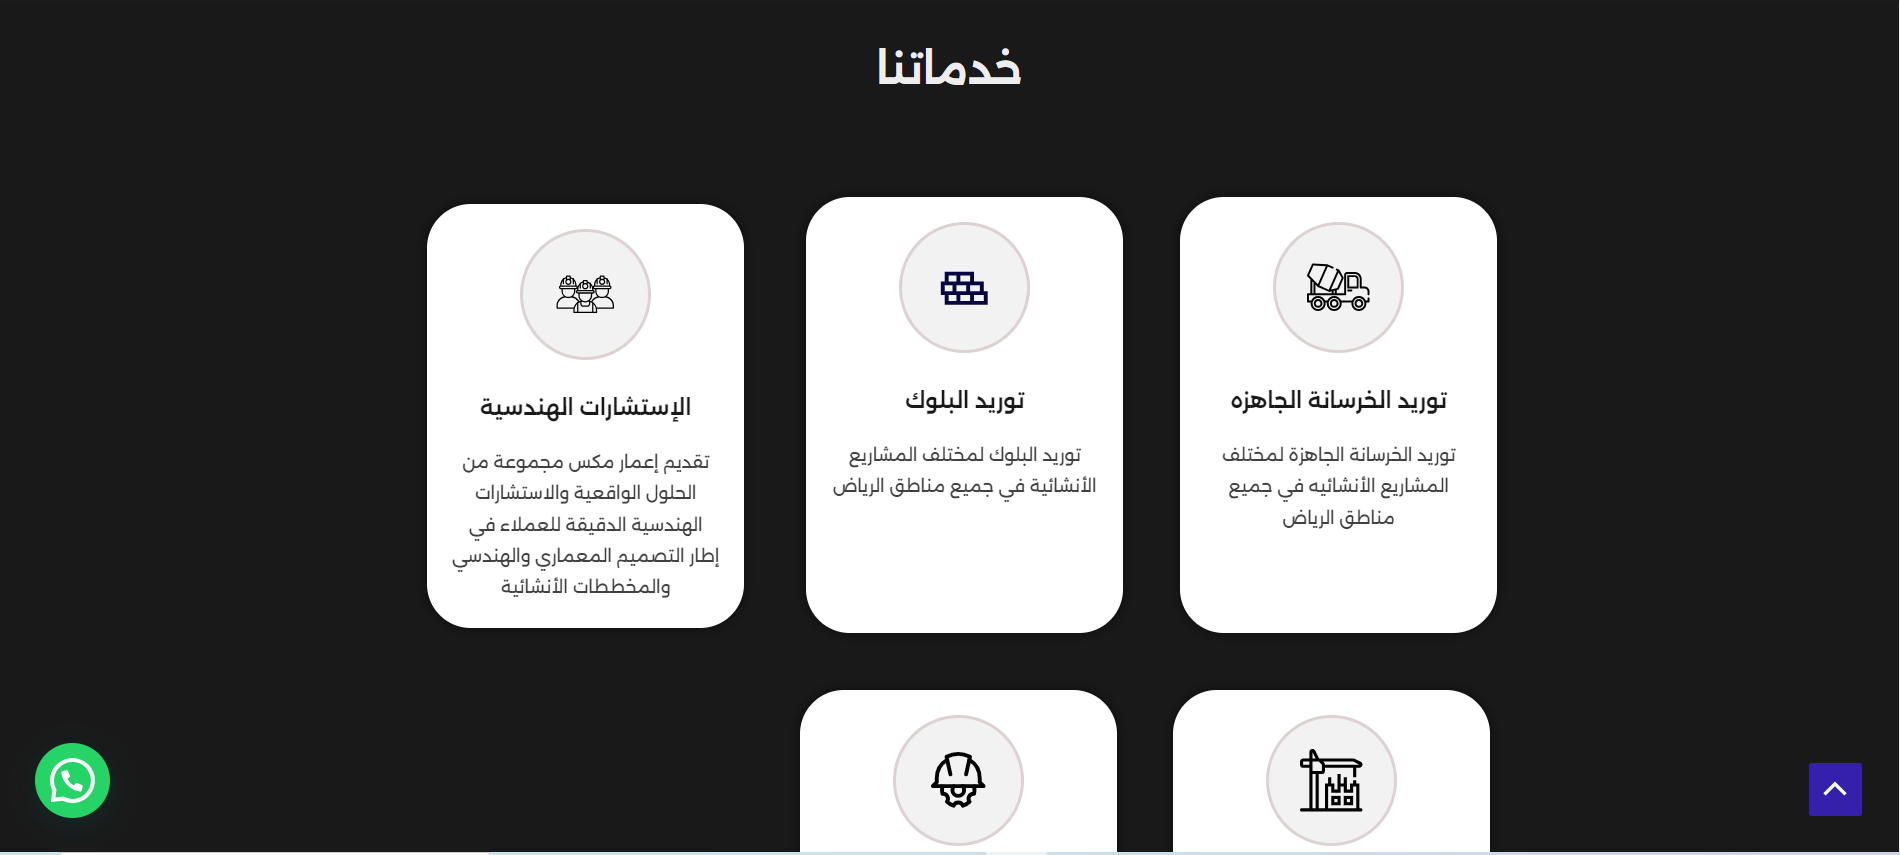 خدماتنا
توريد الخرسانة الجاهزه
توريد الخرسانة الجاهزة لمختلف
المشاريع الأنشائيه في جميع
مناطق الرياض
توريد البلوك
توريد البلوك لمختلف المشاريع
الأنشائية في جميع مناطق الرياض
الإستشارات الهندسية
تقديم إعمار مكس مجموعة من
الحلول الواقعية والاستشارات
الهندسية الدقيقة للعملاء في
إطار التصميم المعماري والهندسي
والمخططات الأنشائية